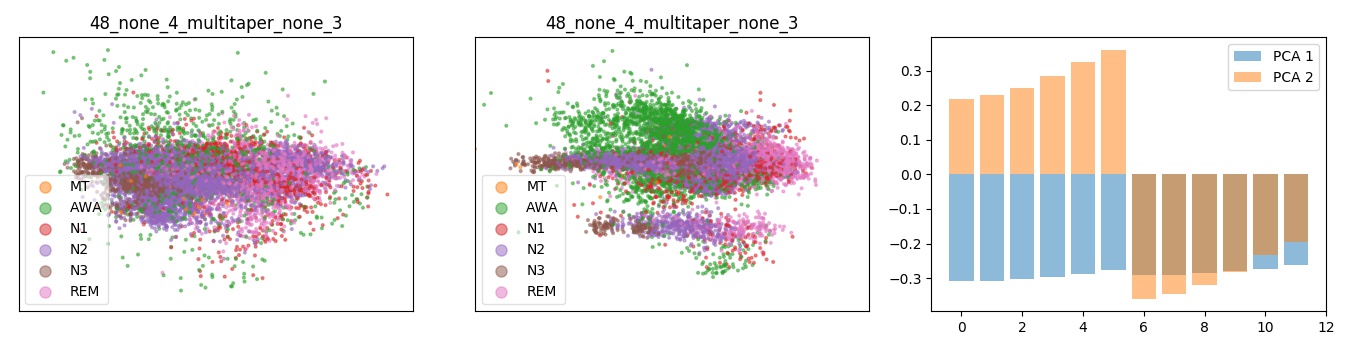 48_none_4_multitaper_none_3
MT
AWA
N1
N2
N3
REM
48_none_4_multitaper_none_3
MT
AWA
N1
N2
N3
REM
PCA 1
PCA 2
0.3
0.2
0.1
0.0
−0.1
−0.2
−0.3
0 2 4 6 8 10 12